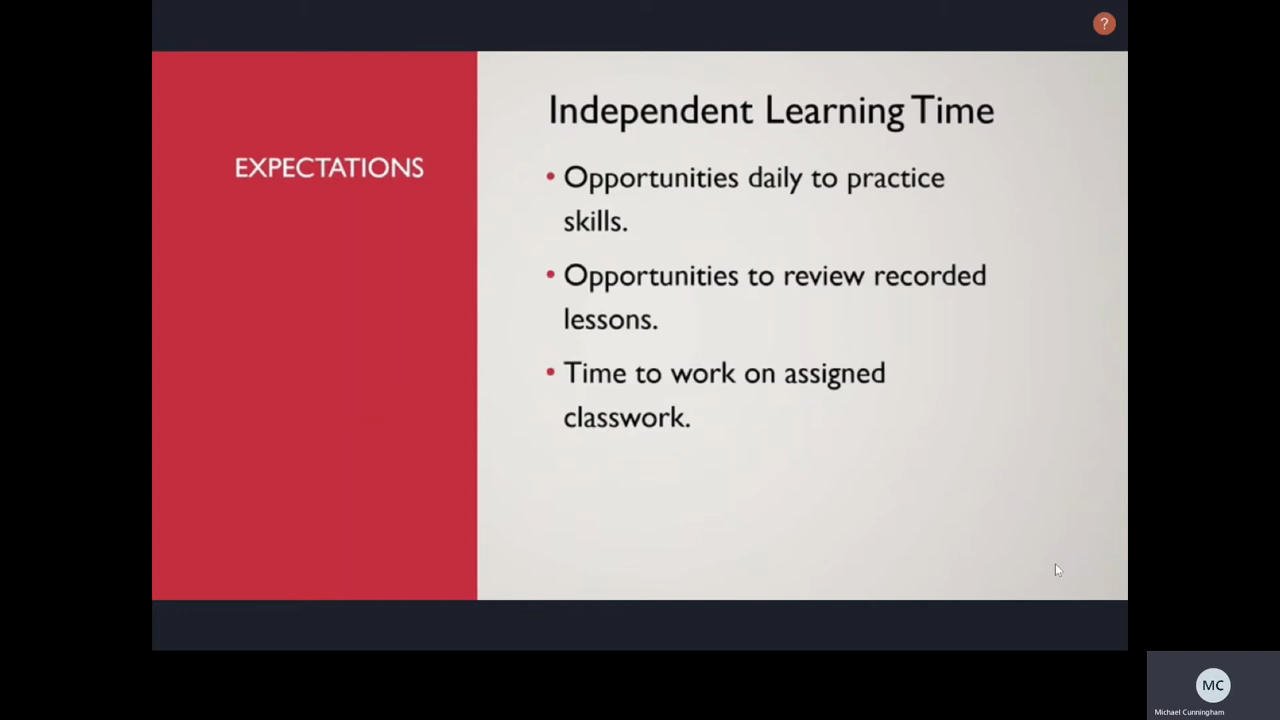 ?
EXPECTATIONS
Independent Learning Time
• Opportunities daily to practice
skills.
• Opportunities to review recorded
lessons.
• Time to work on assigned
classwork.
MC
Michael Cunningham